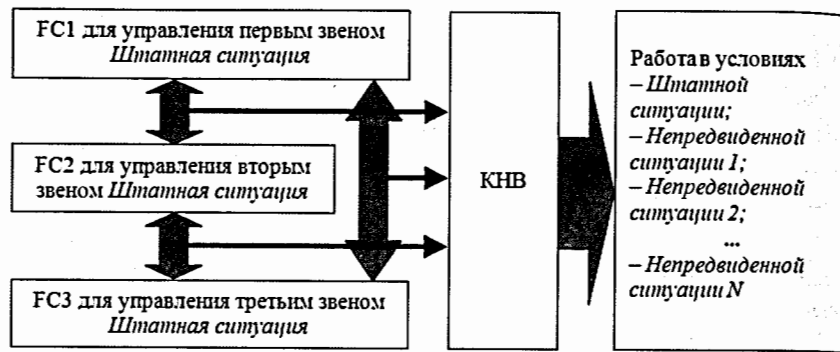 FC1 для управления первым звеном
Штатная ситуация
FC2 для управления вторым
звеном Штатная ситуация
FC3 для управления третьим звеном
Штатная ситуация
КНВ
Работа в условиях
– Штатной
ситуации;
– Непредвиденной
ситуации 1;
– Непредвиденной
ситуации 2;
...
– Непредвиденной
ситуации N